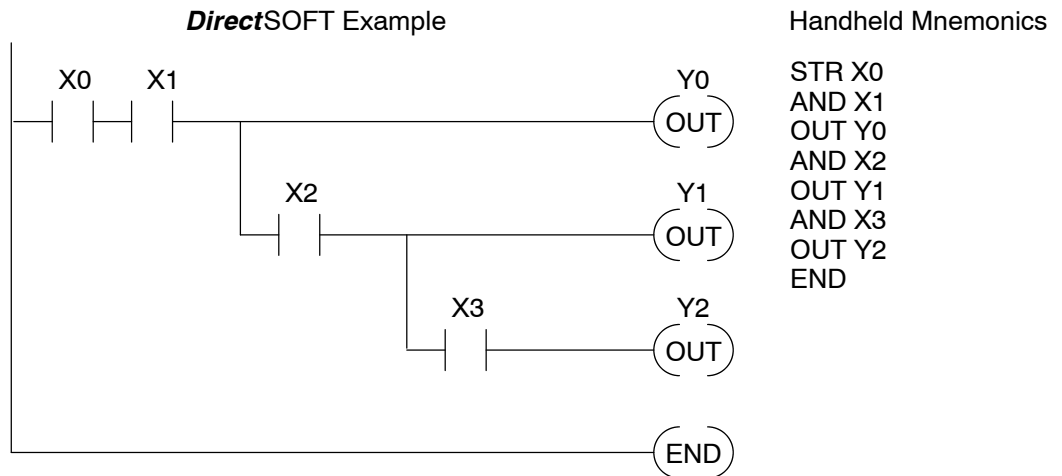 DirectSOFT Example
Handheld Mnemonics
X0 X1 Y0
OUT
X2 Y1
OUT
X3 Y2
OUT
END
STR X0
AND X1
OUT Y0
AND X2
OUT Y1
AND X3
OUT Y2
END